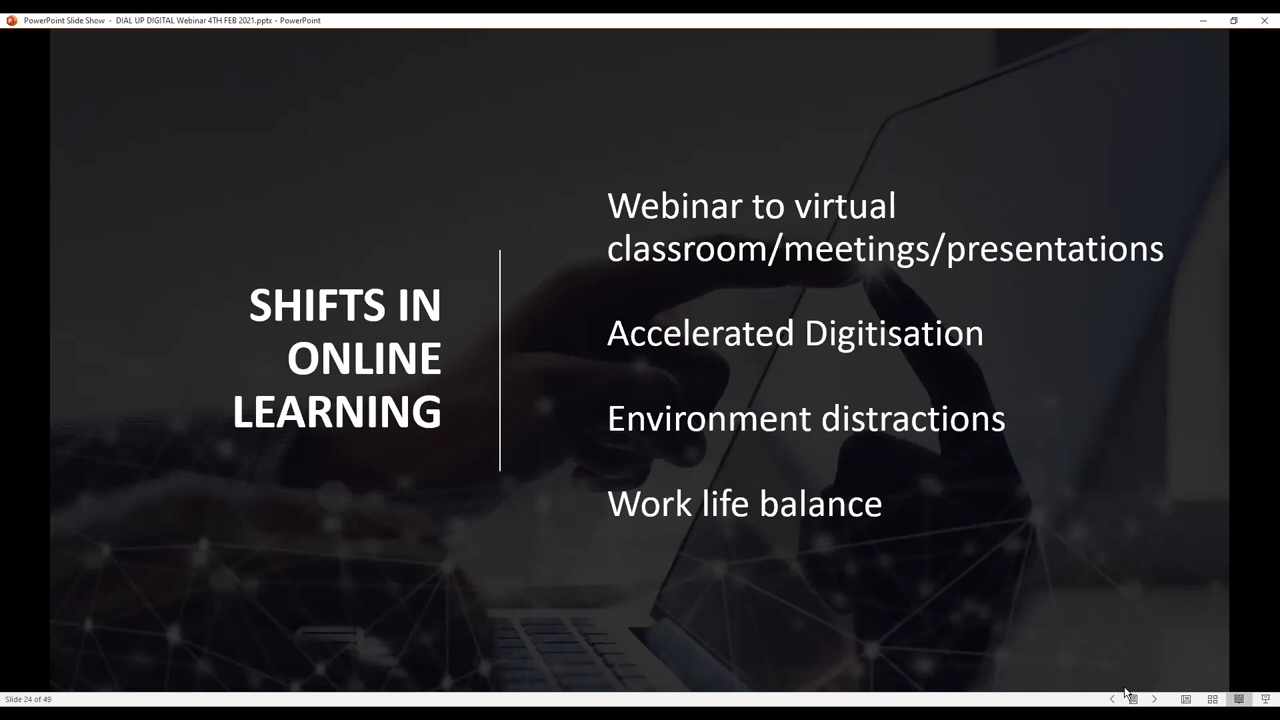 PowerPoint Slide Show - DIAL UP DIGITAL Webinar 4TH FEB 2021.pptx - PowerPoint
SHIFTS IN
ONLINE
LEARNING
Webinar to virtual
classroom/meetings/presentations
Accelerated Digitisation
Environment distractions
Work life balance
Slide 24 of 49